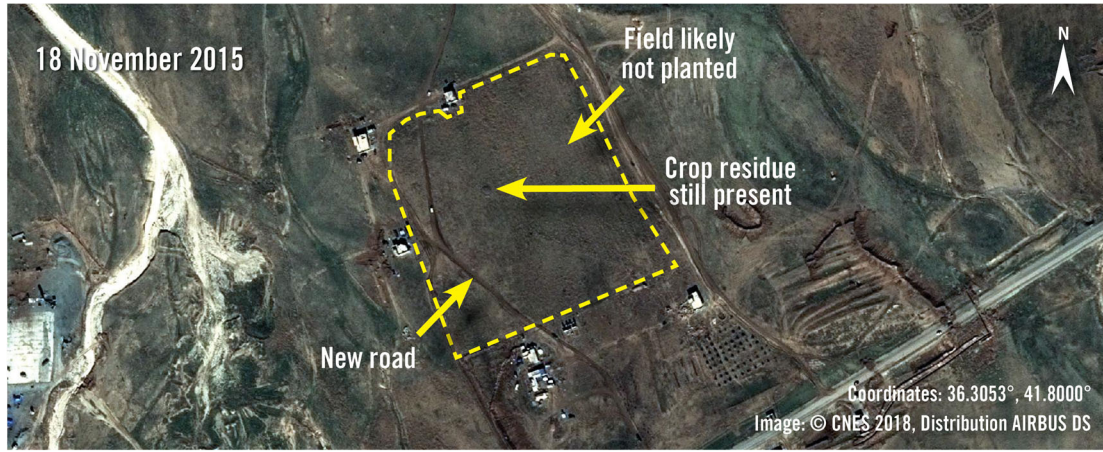 18 November 2015
Field likely
not planted
N
Crop residue
still present
New road
Coordinates: 36.3053°, 41.8000°
Image: © CNES 2018, Distribution AIRBUS DS